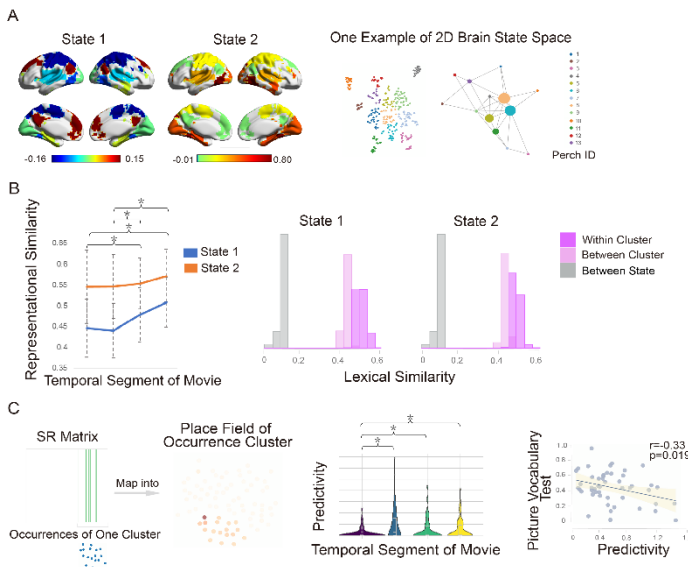 A
State 1
State 2
-0.16
0.15
-0.01
0.80
One Example of 2D Brain State Space
1
2
3
4
5
6
7
8
9
10
11
12
13
Perch ID
B
Representational Similarity
0.55
0.45
0.35
* * * *
State 1
State 2
Temporal Segment of Movie
State 1
State 2
0
0.2
0.4
0.6
0
0.2
0.4
0.6
Lexical Similarity
Within Cluster
Between Cluster
Between State
C
SR Matrix
Map into
Occurrences of One Cluster
Place Field of
Occurrence Cluster
Predictivity
* * *
Temporal Segment of Movie
Picture Vocabulary
Test
1.0
0.8
0.6
0.4
0.2
0.0
r=-0.33
p=0.019
Predictivity